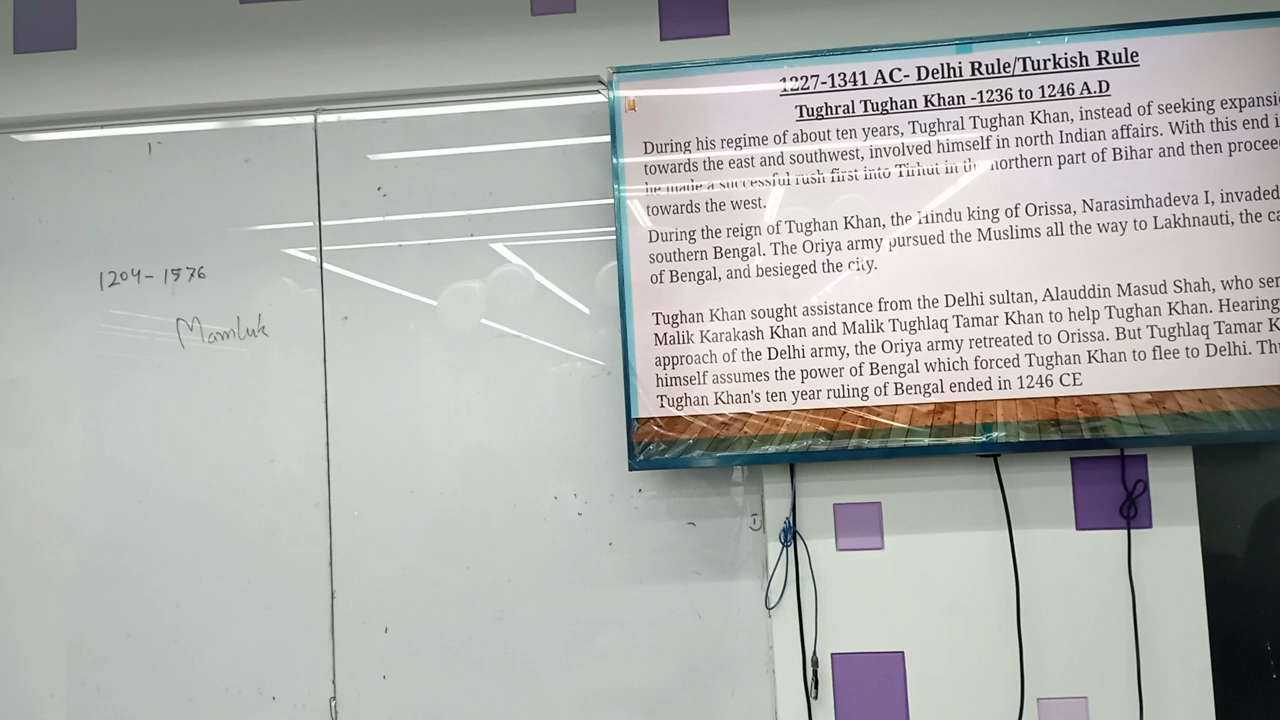 1204-1576
Mamluk
1227-1341 AC- Delhi Rule/Turkish Rule
Tughral Tughan Khan -1236 to 1246 A.D
During his regime of about ten years, Tughral Tughan Khan, instead of seeking expansi
towards the east and southwest, involved himself in north Indian affairs. With this end i
he made a successful rush first into Tirhut in the northern part of Bihar and then procee
towards the west.
During the reign of Tughan Khan, the Hindu king of Orissa, Narasimhadeva I, invaded
southern Bengal. The Oriya army pursued the Muslims all the way to Lakhnauti, the ca
of Bengal, and besieged the city.
Tughan Khan sought assistance from the Delhi sultan, Alauddin Masud Shah, who sen
Malik Karakash Khan and Malik Tughlaq Tamar Khan to help Tughan Khan. Hearing
approach of the Delhi army, the Oriya army retreated to Orissa. But Tughlaq Tamar K
himself assumes the power of Bengal which forced Tughan Khan to flee to Delhi. Thu
Tughan Khan's ten year ruling of Bengal ended in 1246 CE